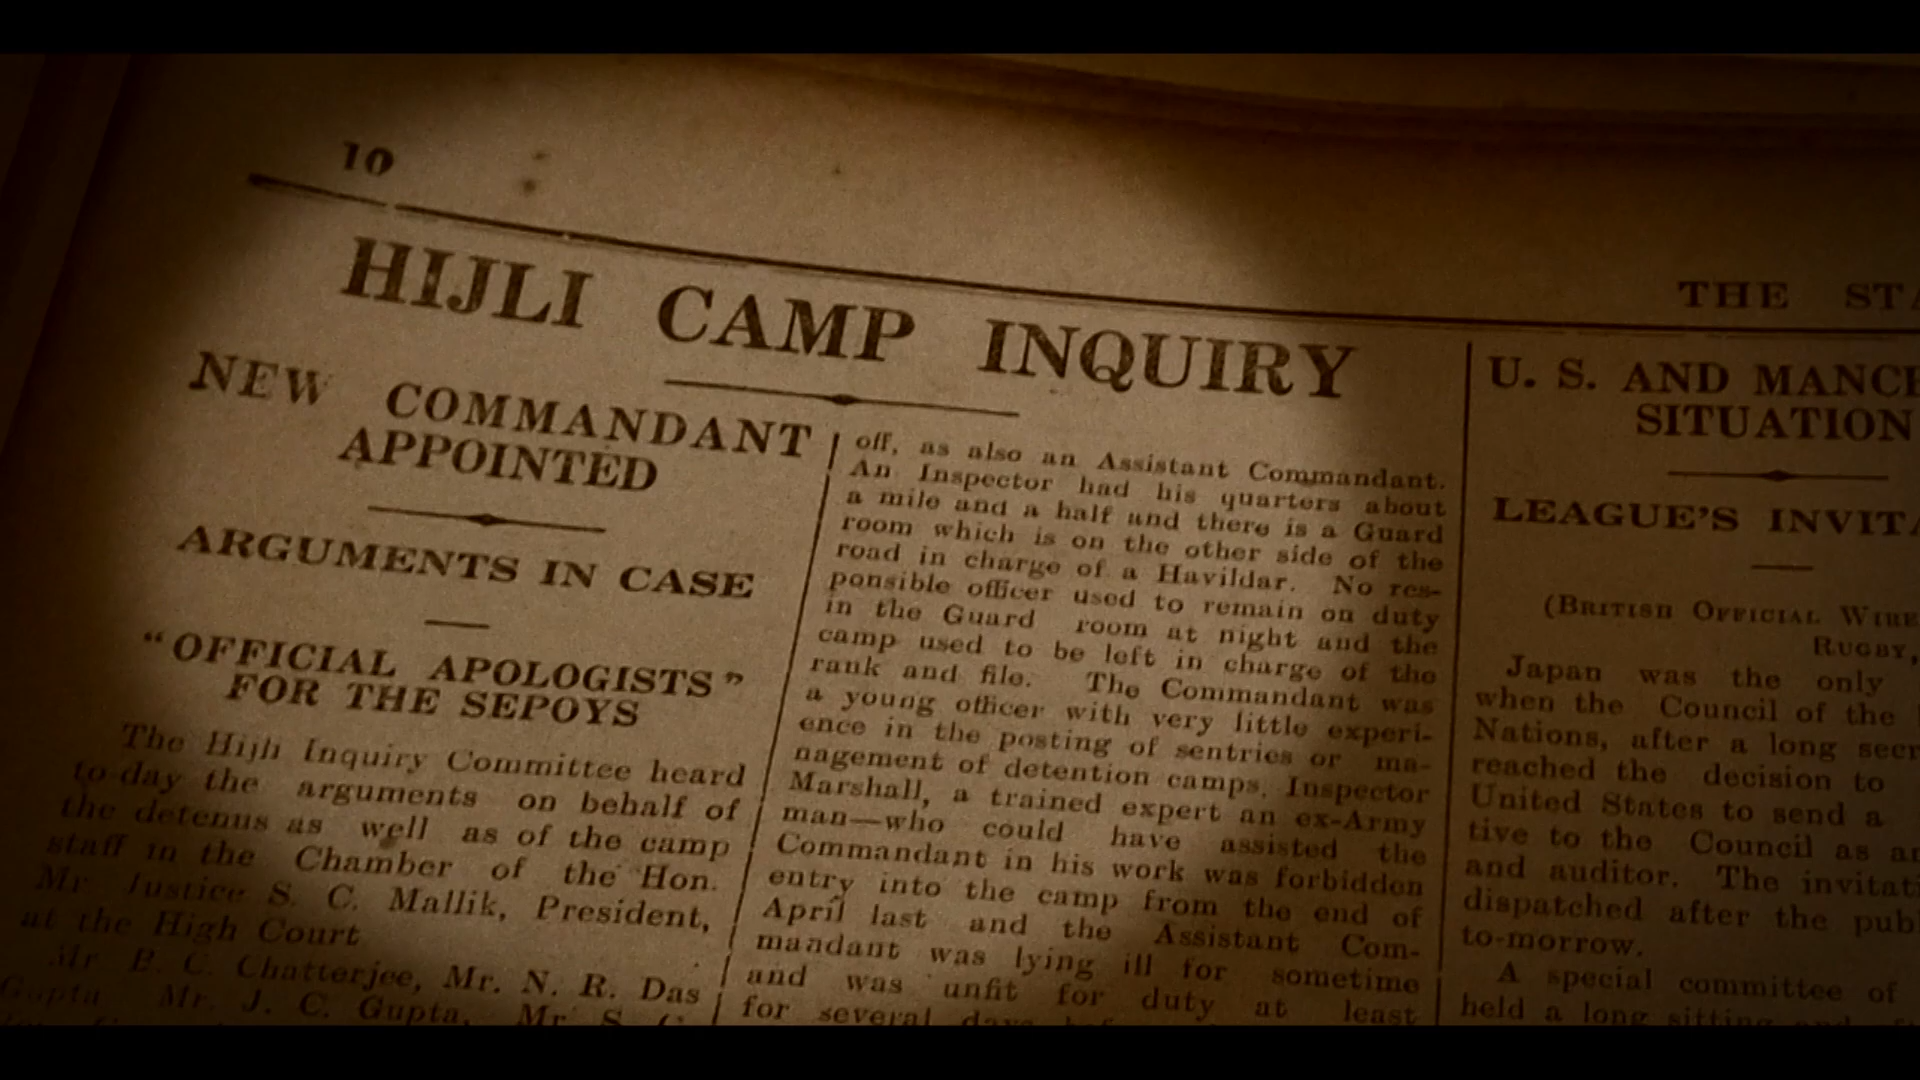 10
THE STA
HIJLI CAMP INQUIRY
NEW COMMANDANT
APPOINTED
ARGUMENTS IN CASE
"OFFICIAL APOLOGISTS"
FOR THE SEPOYS
The Hijli Inquiry Committee heard
to-day the arguments on behalf of
the detenus as well as of the camp
staff in the Chamber of the Hon.
Mr Justice S. C. Mallik, President,
at the High Court
Mr. B. C. Chatterjee, Mr. N. R. Das
Gupta, Mr. J. C. Gupta, Mr S.
off, as also an Assistant Commandant.
An Inspector had his quarters about
a mile and a half and there is a Guard
room which is on the other side of the
road in charge of a Havildar. No res-
ponsible officer used to remain on duty
in the Guard room at night and the
camp used to be left in charge of the
rank and file. The Commandant was
a young officer with very little experi-
ence in the posting of sentries or ma-
nagement of detention camps. Inspector
Marshall, a trained expert an ex-Army
man—who could have assisted the
Commandant in his work was forbidden
entry into the camp from the end of
April last and the Assistant Com-
mandant was lying ill for sometime
and was unfit for duty at least
for several days
U. S. AND MANCH
SITUATION
LEAGUE'S INVITA
(BRITISH OFFICIAL WIRE
RUGBY,
Japan was the only
when the Council of the
Nations, after a long secr
reached the decision to
United States to send a
tive to the Council as an
and auditor. The invitati
dispatched after the pub
to-morrow.
A special committee of
held a long sitting